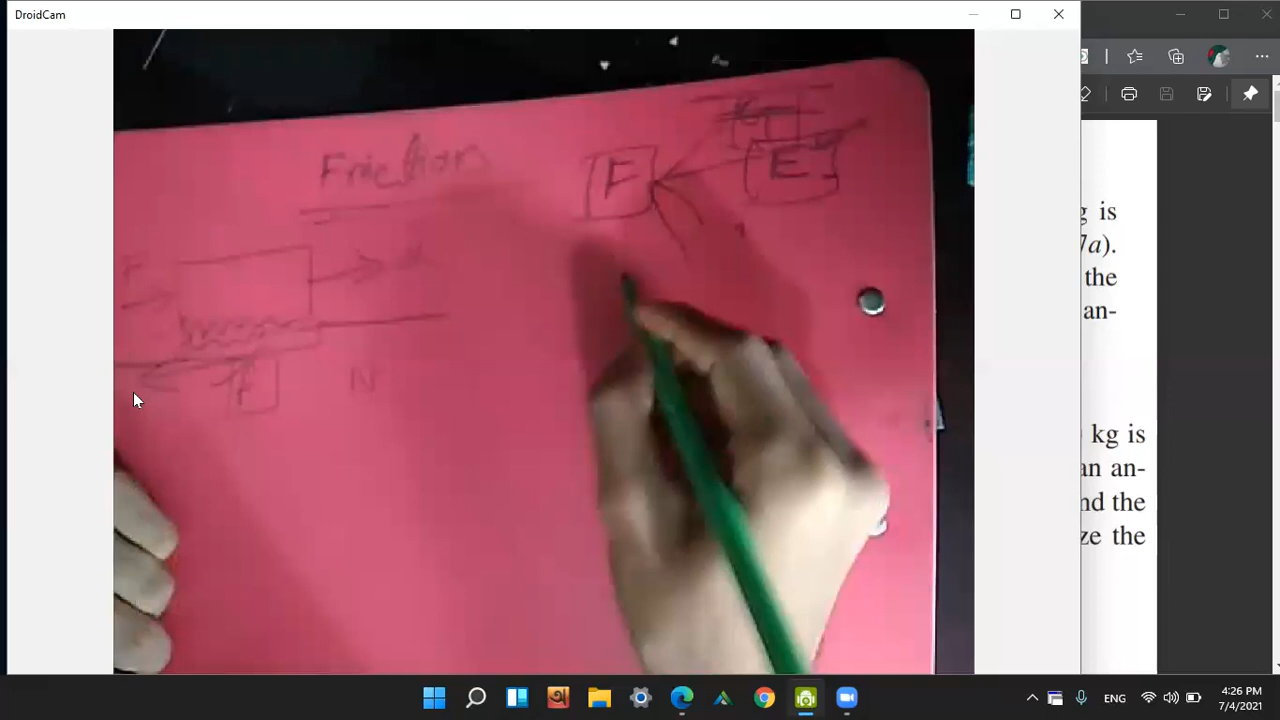 DroidCam
Friction
F
E
F
f
N
g is
7a).
the
an-
kg is
an an-
nd the
ze the
ENG
4:26 PM
7/4/2021